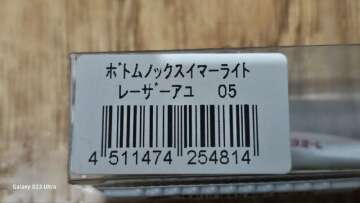 ﾎﾞﾄﾑﾉｯｸｽｲﾏｰﾗｲﾄ
ﾚｰｻﾞｰｱﾕ 05
4 511474 254814
Galaxy S23 Ultra